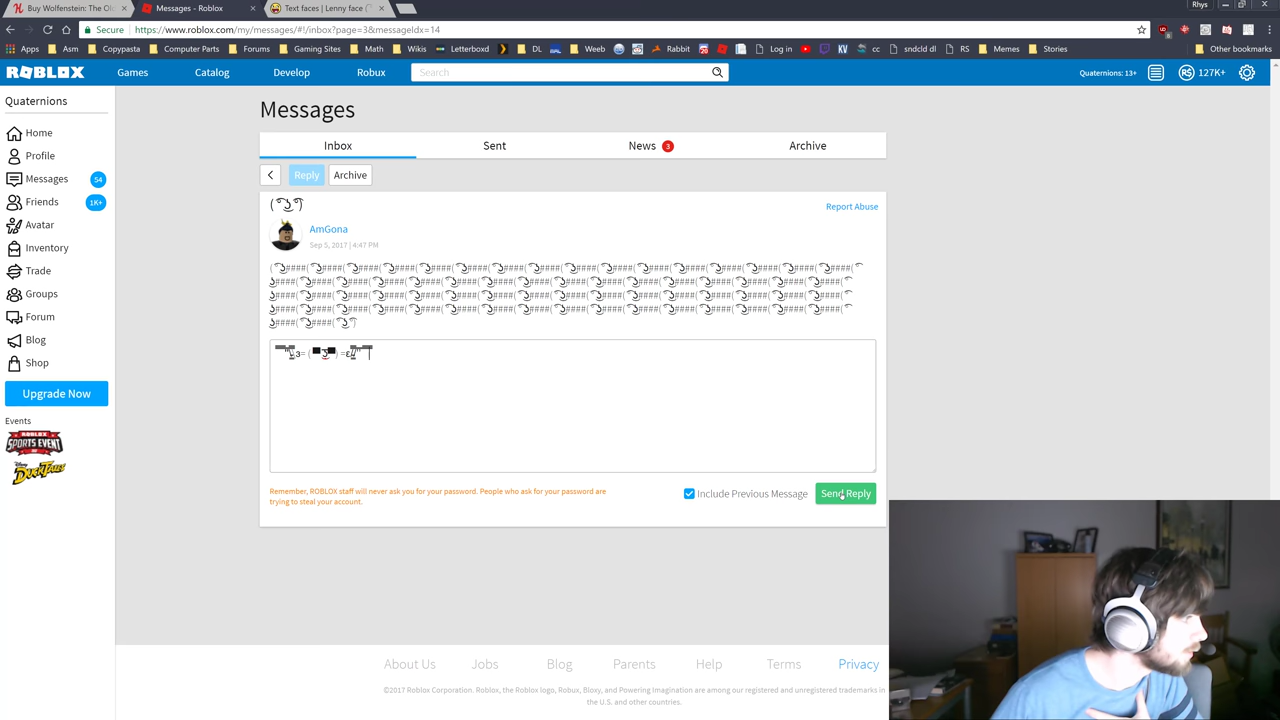 Buy Wolfenstein: The Ol
Messages - Roblox
Text faces | Lenny face (
Rhys
Secure
https://www.roblox.com/my/messages/#!/inbox?page=3&messageIdx=14
Apps
Asm
Copypasta
Computer Parts
Forums
Gaming Sites
Math
Wikis
Letterboxd
DL
Weeb
Rabbit
Log in
KV
cc
sndcld dl
RS
Memes
Stories
Other bookmarks
ROBLOX
Games
Catalog
Develop
Robux
Search
Quaternions: 13+
R$
127K+
Quaternions
Home
Profile
Messages
54
Friends
1K+
Avatar
Inventory
Trade
Groups
Forum
Blog
Shop
Upgrade Now
Events
ROBLOX
SPORTS EVENT
DUCKTALES
Messages
Inbox
Sent
News
3
Archive
<
Reply
Archive
( ͡° ͜ʖ ͡°)
Report Abuse
AmGona
Sep 5, 2017 | 4:47 PM
Remember, ROBLOX staff will never ask you for your password. People who ask for your password are
trying to steal your account.
Include Previous Message
Send Reply
About Us
Jobs
Blog
Parents
Help
Terms
Privacy
©2017 Roblox Corporation. Roblox, the Roblox logo, Robux, Bloxy, and Powering Imagination are among our registered and unregistered trademarks in
the U.S. and other countries.